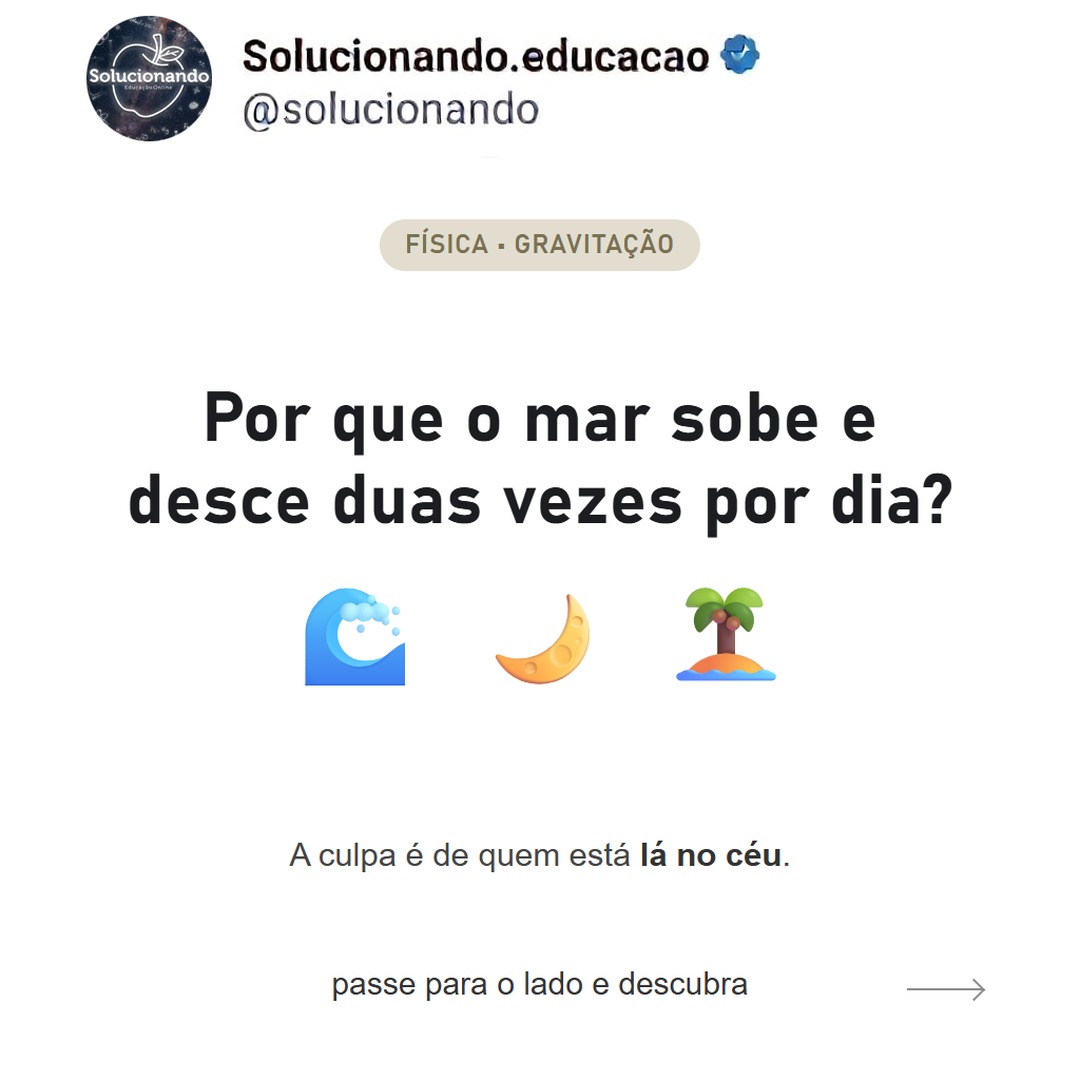 Solucionando
Educação Online
Solucionando.educacao
@solucionando
FÍSICA • GRAVITAÇÃO
Por que o mar sobe e
desce duas vezes por dia?
A culpa é de quem está lá no céu.
passe para o lado e descubra